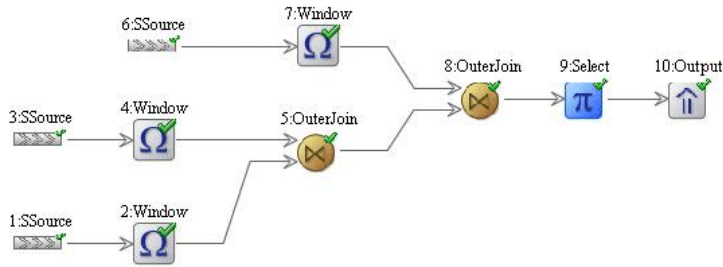 6:SSource
7:Window
8:OuterJoin
9:Select
10:Output
3:SSource
4:Window
5:OuterJoin
1:SSource
2:Window
Ω
Ω
Ω
π